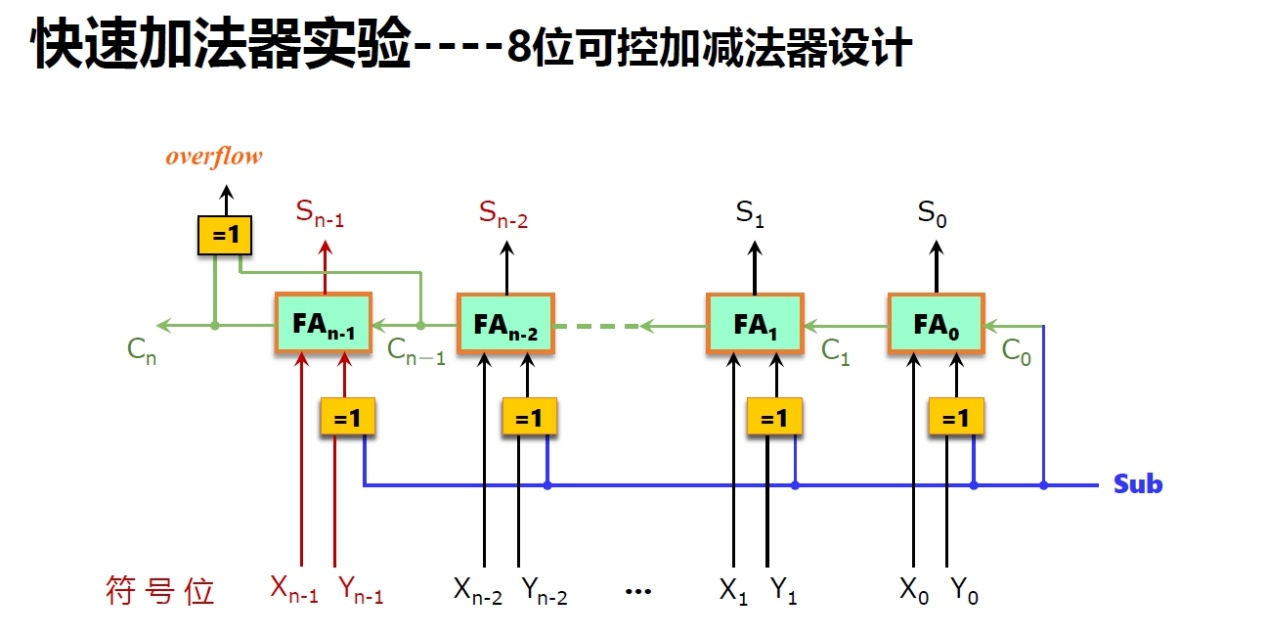 快速加法器实验----8位可控加减法器设计
overflow
=1
Sn-1 Sn-2 S1 S0
FAn-1 FAn-2 FA1 FA0
Cn Cn−1 C1 C0
=1 =1 =1 =1
Sub
符号位 Xn-1 Yn-1 Xn-2 Yn-2 ... X1 Y1 X0 Y0